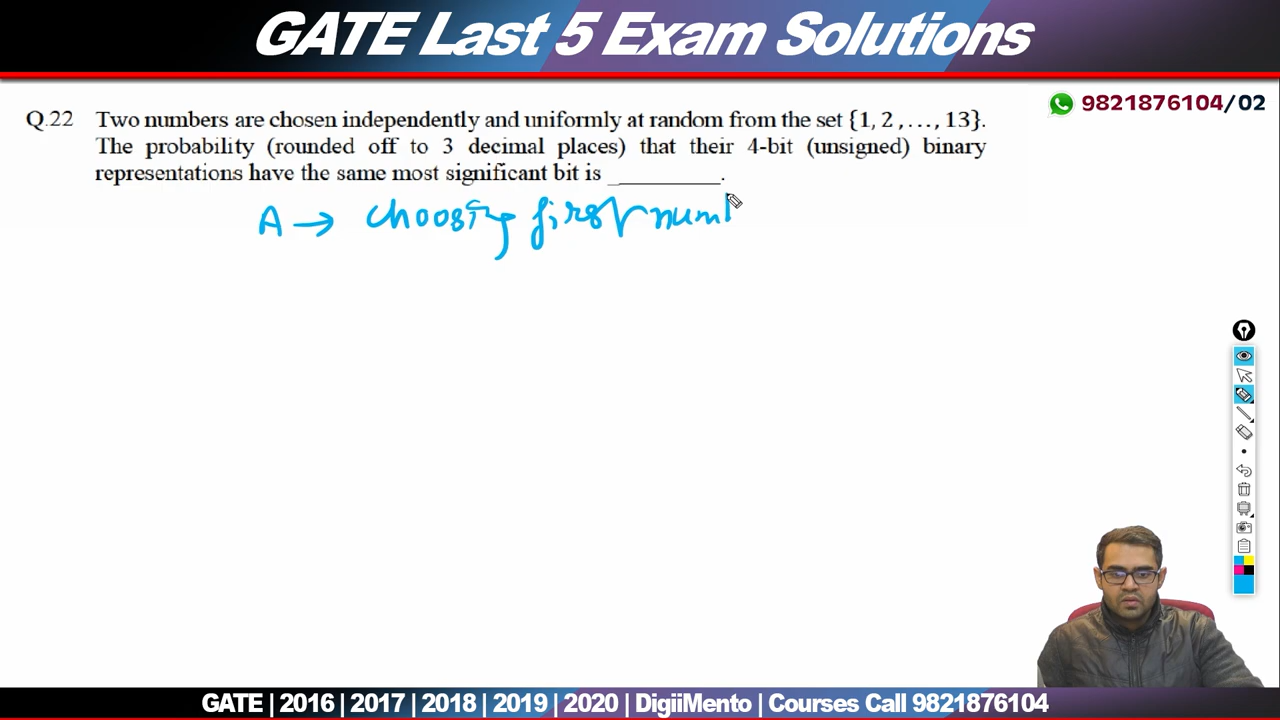 GATE Last 5 Exam Solutions
9821876104/02
Q.22 Two numbers are chosen independently and uniformly at random from the set {1, 2 ,…, 13}.
The probability (rounded off to 3 decimal places) that their 4-bit (unsigned) binary
representations have the same most significant bit is ___________.
A → choosing first num
GATE | 2016 | 2017 | 2018 | 2019 | 2020 | DigiiMento | Courses Call 9821876104